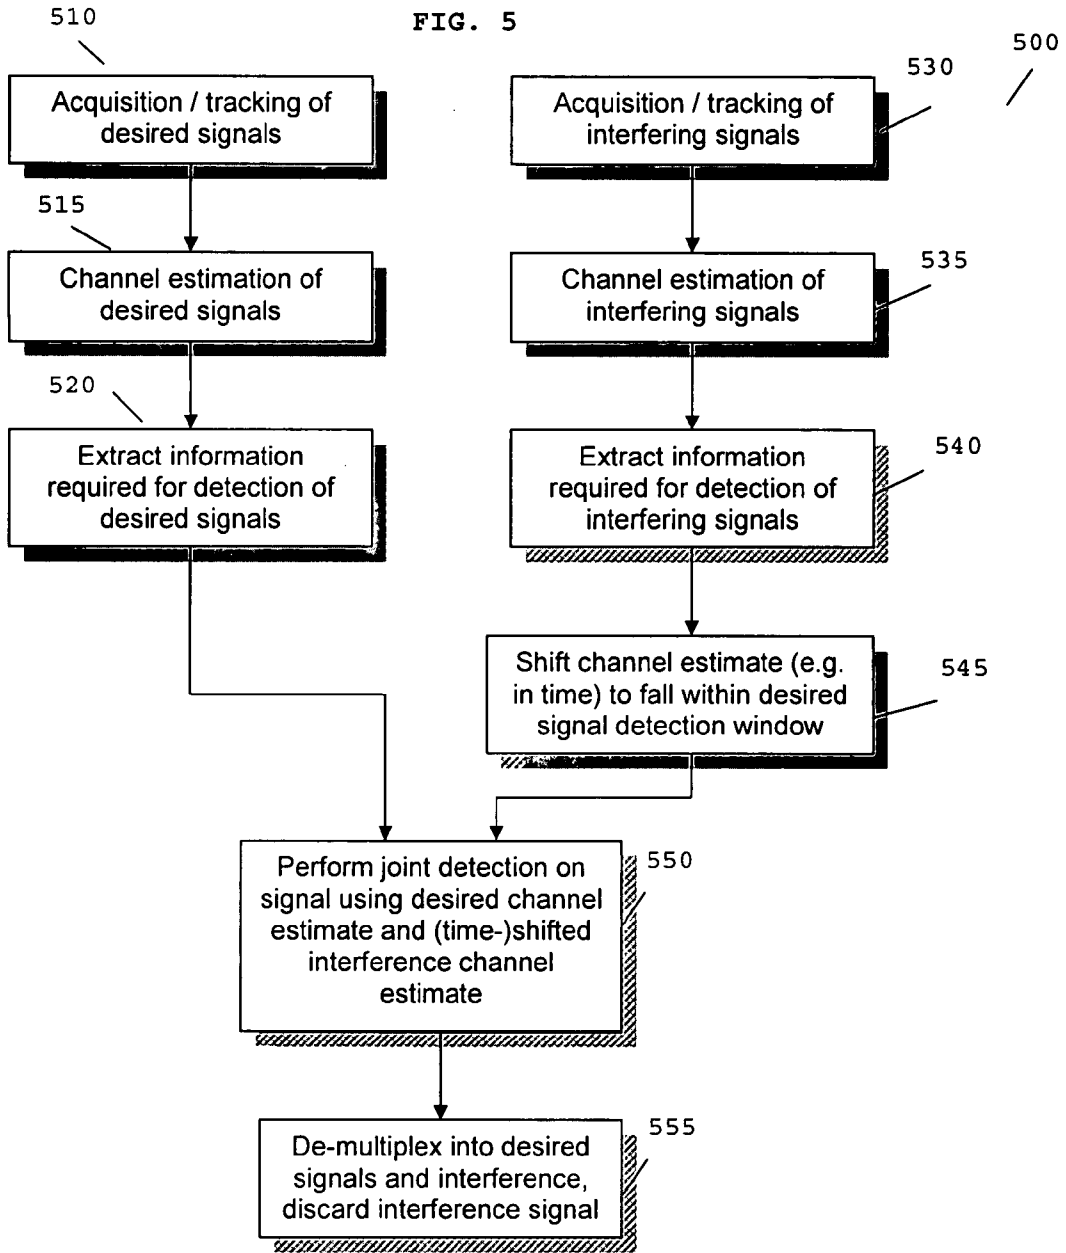 FIG. 5
500
510
Acquisition / tracking of
desired signals
515
Channel estimation of
desired signals
520
Extract information
required for detection of
desired signals
530
Acquisition / tracking of
interfering signals
535
Channel estimation of
interfering signals
540
Extract information
required for detection of
interfering signals
545
Shift channel estimate (e.g.
in time) to fall within desired
signal detection window
550
Perform joint detection on
signal using desired channel
estimate and (time-)shifted
interference channel
estimate
555
De-multiplex into desired
signals and interference,
discard interference signal